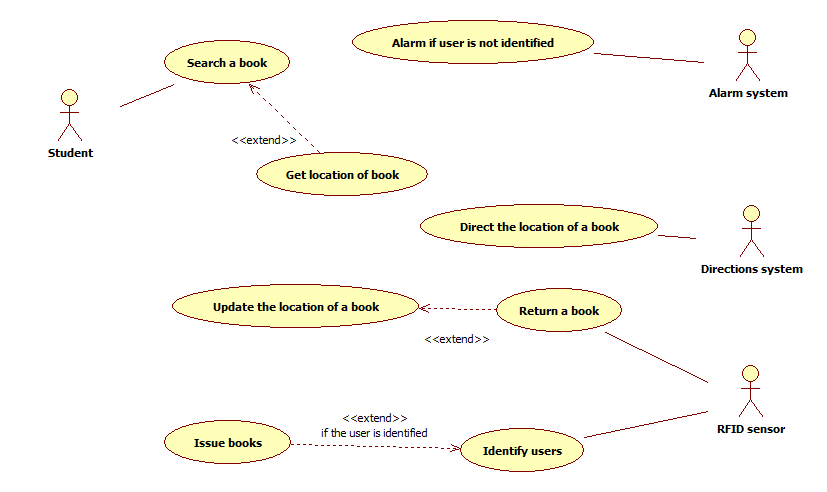 Alarm if user is not identified
Search a book
Alarm system
Student
<<extend>>
Get location of book
Direct the location of a book
Directions system
Update the location of a book
Return a book
<<extend>>
<<extend>>
if the user is identified
RFID sensor
Issue books
Identify users